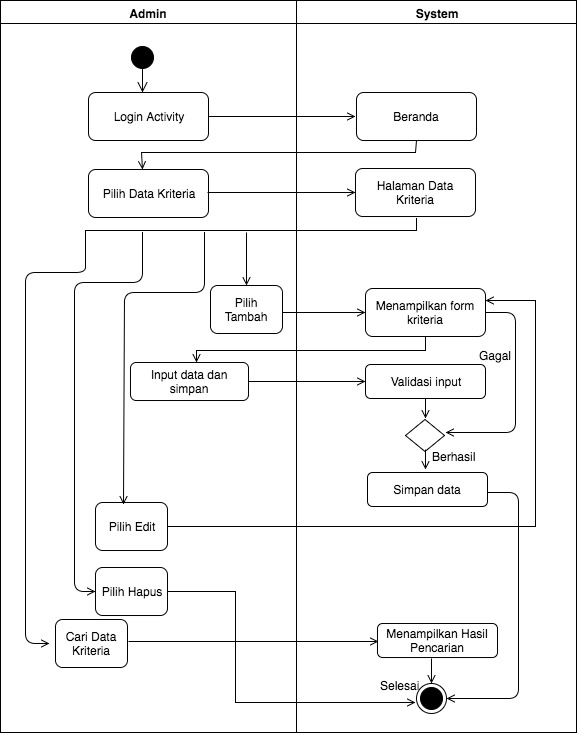 Admin
System
Login Activity
Beranda
Pilih Data Kriteria
Halaman Data
Kriteria
Pilih
Tambah
Menampilkan form
kriteria
Gagal
Input data dan
simpan
Validasi input
Berhasil
Simpan data
Pilih Edit
Pilih Hapus
Cari Data
Kriteria
Menampilkan Hasil
Pencarian
Selesai